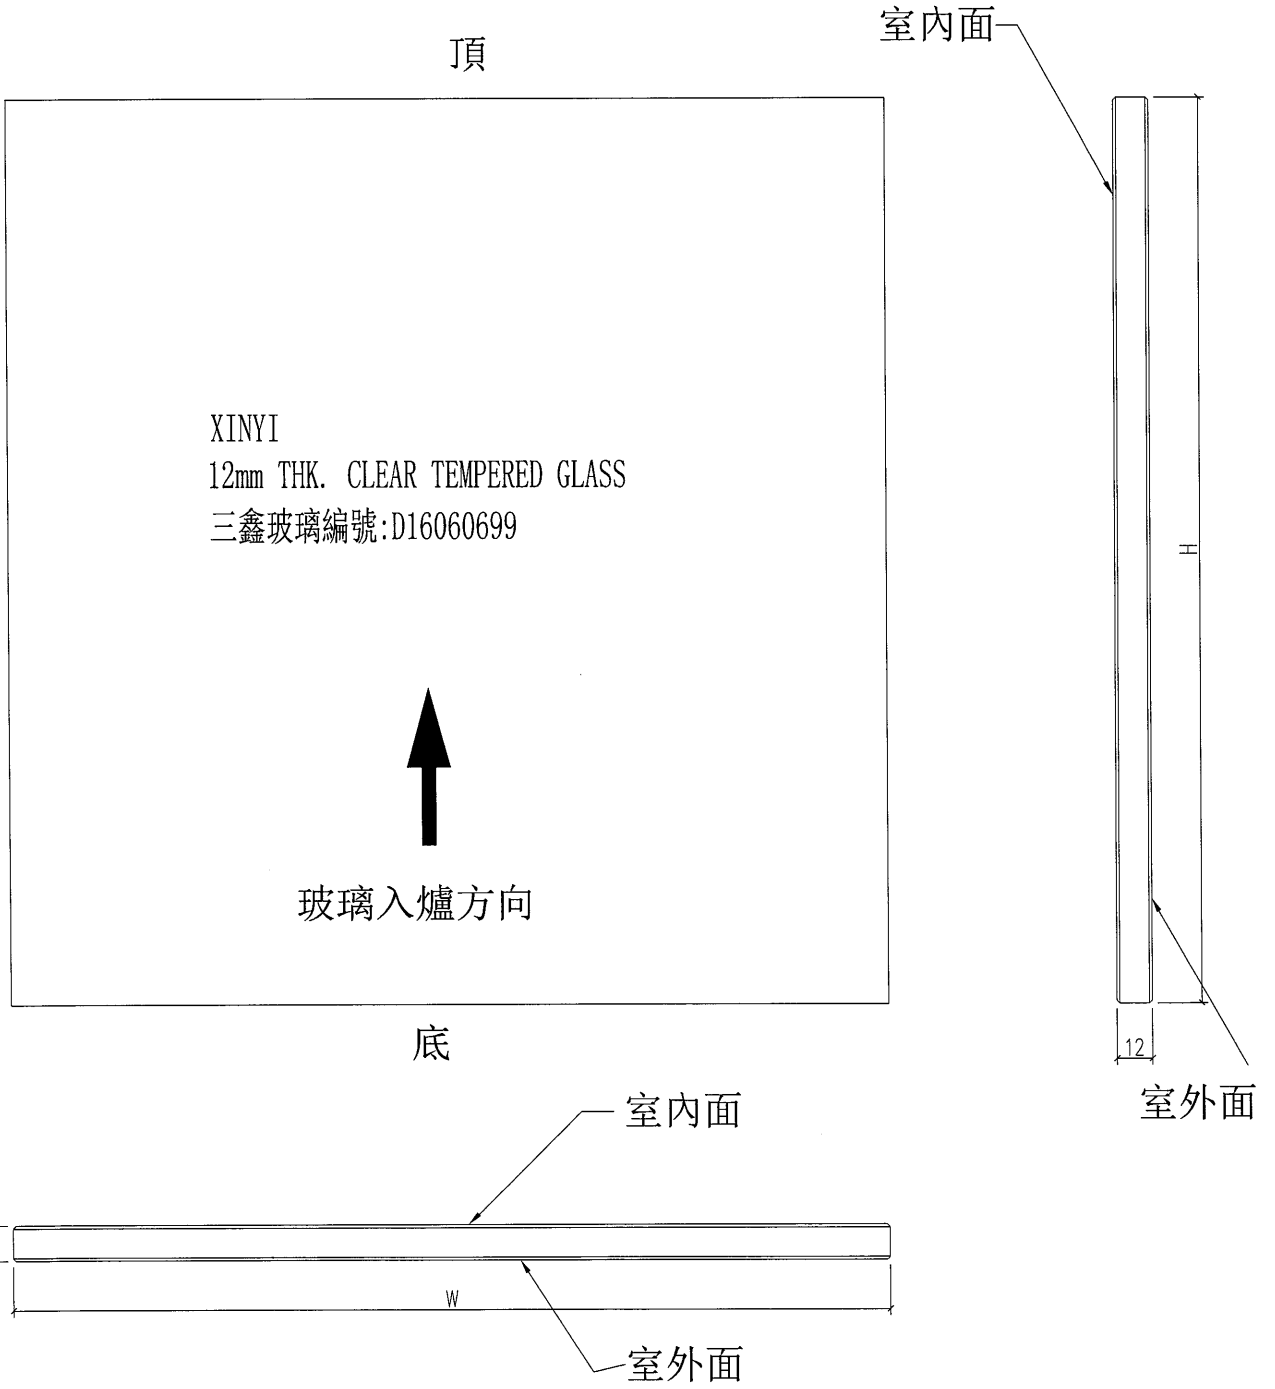 室內面
頂
XINYI
12mm THK. CLEAR TEMPERED GLASS
三鑫玻璃編號:D16060699
H
玻璃入爐方向
底
12
室外面
室內面
W
室外面